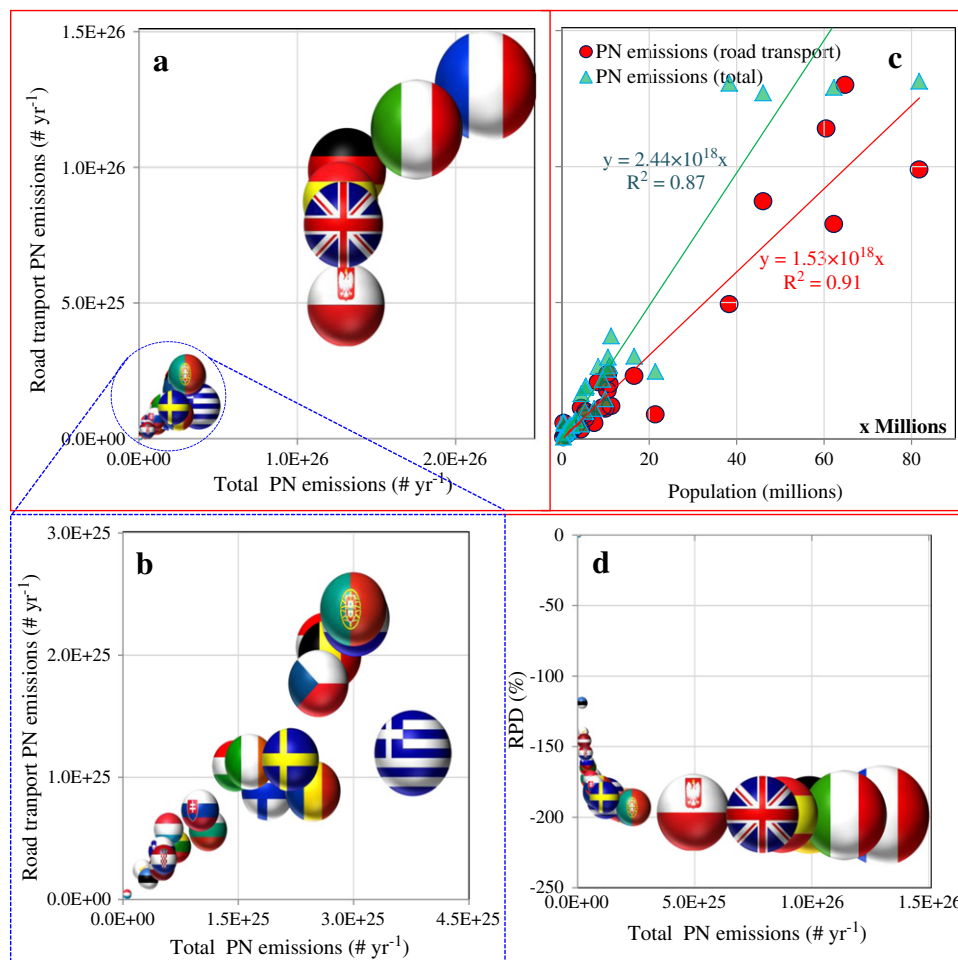 a
Road tranport PN emissions (# yr-1)
1.5E+26
1.0E+26
5.0E+25
0.0E+00
0.0E+00 1.0E+26 2.0E+26
Total PN emissions (# yr-1)
c
PN emissions (road transport)
PN emissions (total)
y = 2.44×10^18x
R² = 0.87
y = 1.53×10^18x
R² = 0.91
x Millions
0 20 40 60 80
Population (millions)
b
Road transport PN emissions (# yr-1)
3.0E+25
2.0E+25
1.0E+25
0.0E+00
0.0E+00 1.5E+25 3.0E+25 4.5E+25
Total PN emissions (# yr-1)
d
RPD (%)
0
-50
-100
-150
-200
-250
0.0E+00 5.0E+25 1.0E+26 1.5E+26
Total PN emissions (# yr-1)